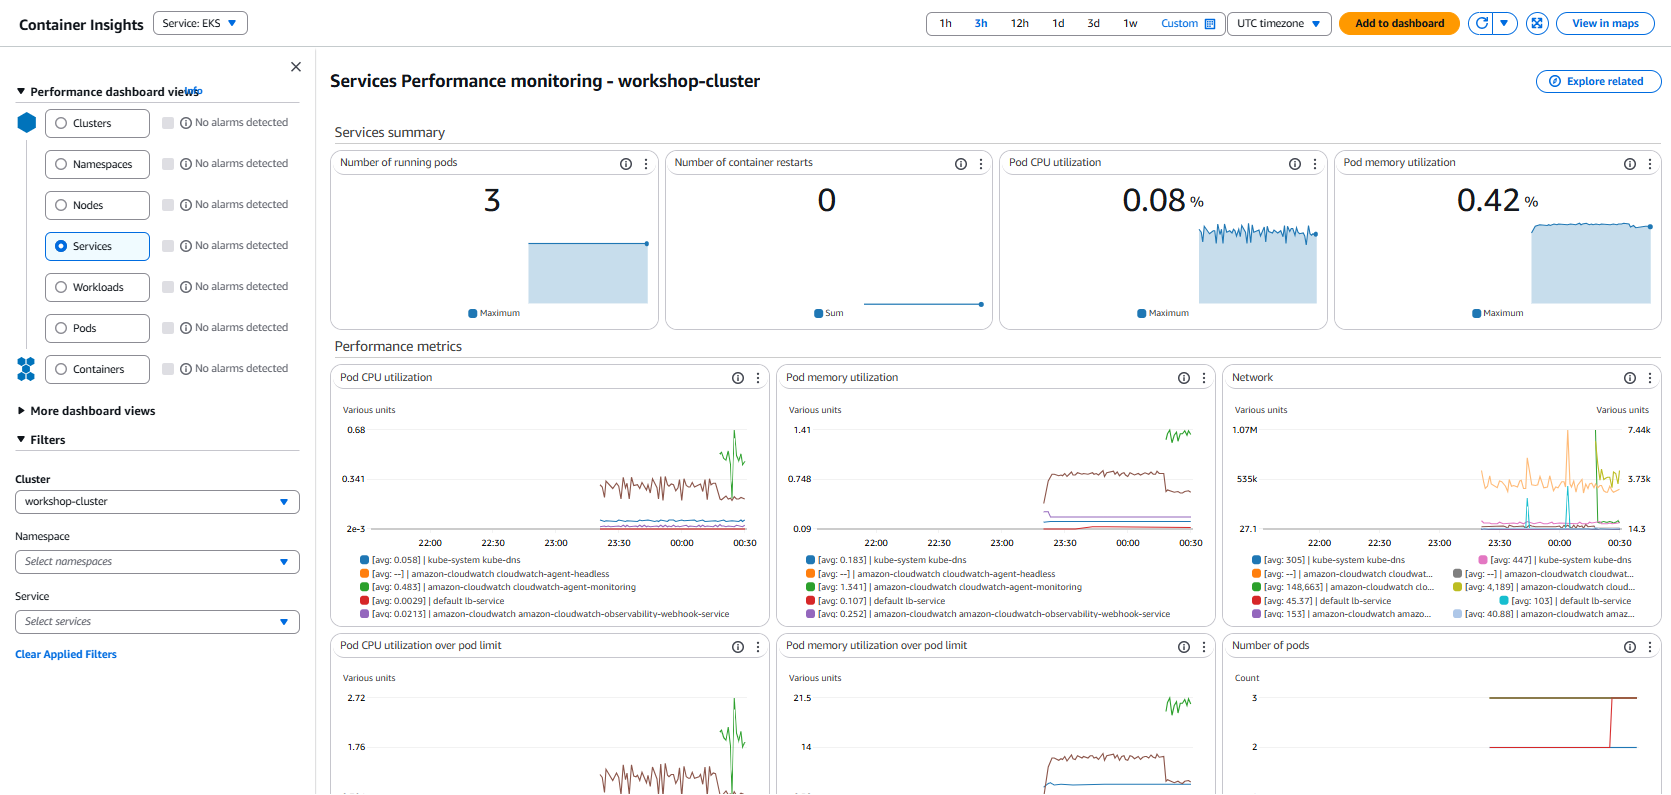 Container Insights
Service: EKS
1h 3h 12h 1d 3d 1w Custom
UTC timezone
Add to dashboard
View in maps
Performance dashboard views
Info
Clusters
No alarms detected
Namespaces
No alarms detected
Nodes
No alarms detected
Services
No alarms detected
Workloads
No alarms detected
Pods
No alarms detected
Containers
No alarms detected
More dashboard views
Filters
Cluster
workshop-cluster
Namespace
Select namespaces
Service
Select services
Clear Applied Filters
Services Performance monitoring - workshop-cluster
Explore related
Services summary
Number of running pods
3
Maximum
Number of container restarts
0
Sum
Pod CPU utilization
0.08 %
Maximum
Pod memory utilization
0.42 %
Maximum
Performance metrics
Pod CPU utilization
Various units
0.68
0.341
2e-3
22:00 22:30 23:00 23:30 00:00 00:30
[avg: 0.058] | kube-system kube-dns
[avg: --] | amazon-cloudwatch cloudwatch-agent-headless
[avg: 0.483] | amazon-cloudwatch cloudwatch-agent-monitoring
[avg: 0.0029] | default lb-service
[avg: 0.0213] | amazon-cloudwatch amazon-cloudwatch-observability-webhook-service
Pod memory utilization
Various units
1.41
0.748
0.09
22:00 22:30 23:00 23:30 00:00 00:30
[avg: 0.183] | kube-system kube-dns
[avg: --] | amazon-cloudwatch cloudwatch-agent-headless
[avg: 1.341] | amazon-cloudwatch cloudwatch-agent-monitoring
[avg: 0.107] | default lb-service
[avg: 0.252] | amazon-cloudwatch amazon-cloudwatch-observability-webhook-service
Network
Various units Various units
1.07M 7.44k
535k 3.73k
27.1 14.3
22:00 22:30 23:00 23:30 00:00 00:30
[avg: 305] | kube-system kube-dns [avg: 447] | kube-system kube-dns
[avg: --] | amazon-cloudwatch cloudwat... [avg: --] | amazon-cloudwatch cloudwat...
[avg: 148,663] | amazon-cloudwatch clo... [avg: 4,189] | amazon-cloudwatch cloud...
[avg: 45.37] | default lb-service [avg: 103] | default lb-service
[avg: 153] | amazon-cloudwatch amazo... [avg: 40.88] | amazon-cloudwatch amaz...
Pod CPU utilization over pod limit
Various units
2.72
1.76
Pod memory utilization over pod limit
Various units
21.5
14
Number of pods
Count
3
2